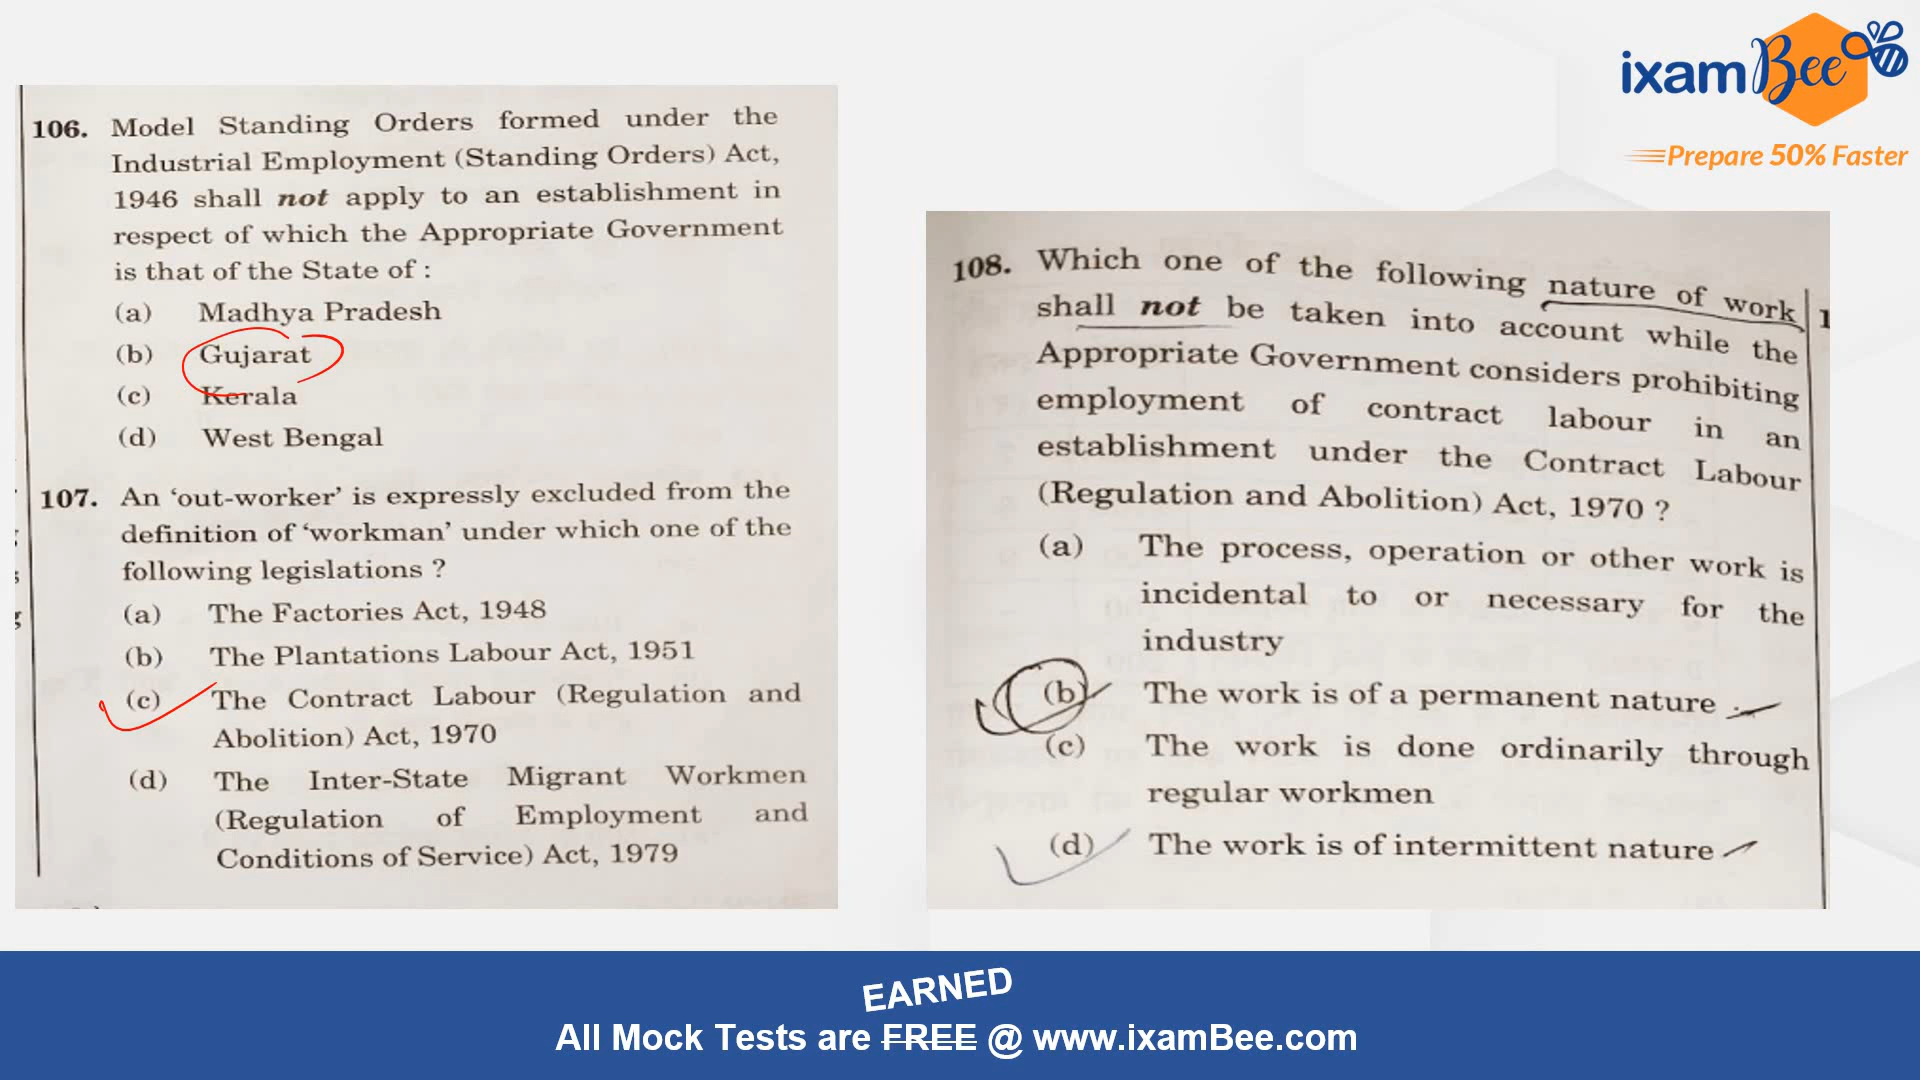 ixamBee
Prepare 50% Faster
106. Model Standing Orders formed under the
Industrial Employment (Standing Orders) Act,
1946 shall not apply to an establishment in
respect of which the Appropriate Government
is that of the State of :
(a) Madhya Pradesh
(b) Gujarat
(c) Kerala
(d) West Bengal
107. An ‘out-worker’ is expressly excluded from the
definition of ‘workman’ under which one of the
following legislations ?
(a) The Factories Act, 1948
(b) The Plantations Labour Act, 1951
(c) The Contract Labour (Regulation and
Abolition) Act, 1970
(d) The Inter-State Migrant Workmen
(Regulation of Employment and
Conditions of Service) Act, 1979
108. Which one of the following nature of work
shall not be taken into account while the
Appropriate Government considers prohibiting
employment of contract labour in an
establishment under the Contract Labour
(Regulation and Abolition) Act, 1970 ?
(a) The process, operation or other work is
incidental to or necessary for the
industry
(b) The work is of a permanent nature
(c) The work is done ordinarily through
regular workmen
(d) The work is of intermittent nature
EARNED
All Mock Tests are FREE @ www.ixamBee.com